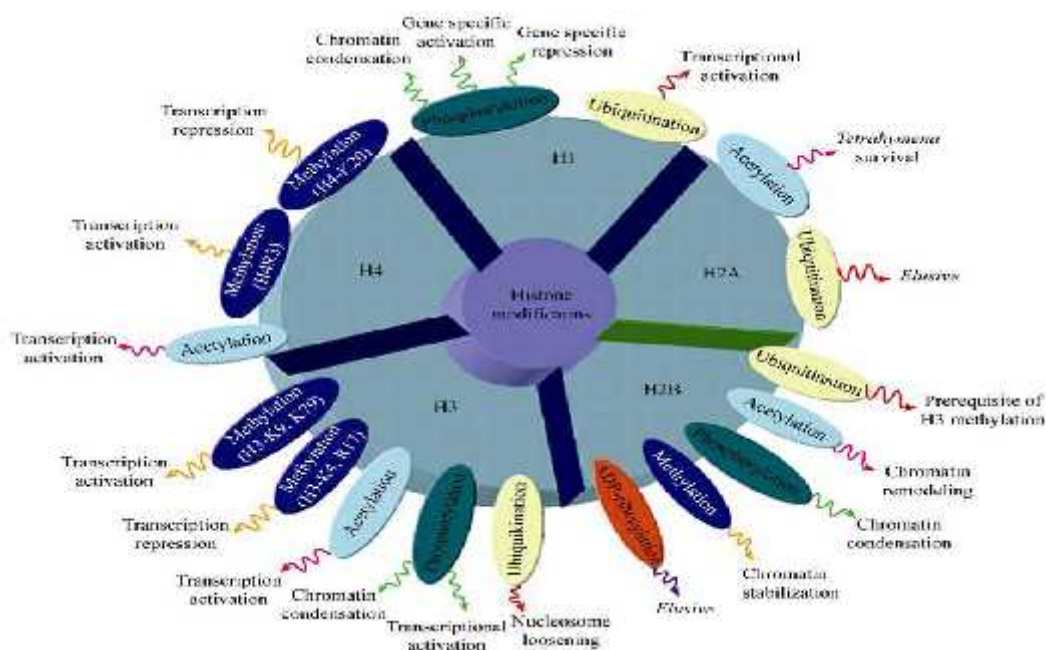 Gene specific
activation
Gene specific
repression
Chromatin
condensation
Transcriptional
activation
Phosphorylation
Ubiquitination
Transcription
repression
Methylation
(H4-K20)
H1
Acetylation
Tetrahymena
survival
Transcription
activation
Methylation
(H4R3)
H4
H2A
Ubiquitination
Elusive
Histone
modifications
Transcription
activation
Acetylation
Ubiquitination
Prerequisite of
H3 methylation
H3
H2B
Acetylation
Chromatin
remodeling
Methylation
(H3-K9, K79)
Transcription
activation
Methylation
(H3-K4, R17)
Transcription
repression
Phosphorylation
Chromatin
condensation
Methylation
Chromatin
stabilization
Acetylation
Transcription
activation
Phosphorylation
Chromatin
condensation
Transcriptional
activation
Ubiquikination
Nucleosome
loosening
ADP-ribosylation
Elusive